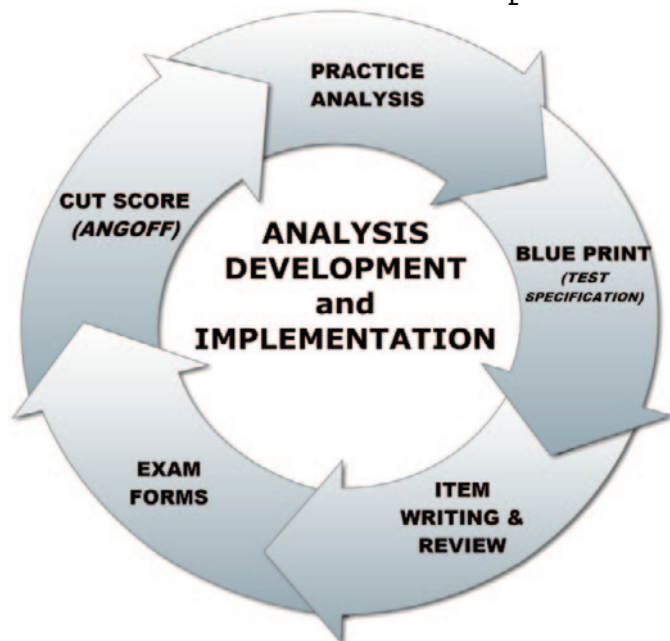 PRACTICE
ANALYSIS
BLUE PRINT
(TEST
SPECIFICATION)
ITEM
WRITING &
REVIEW
EXAM
FORMS
CUT SCORE
(ANGOFF)
ANALYSIS
DEVELOPMENT
and
IMPLEMENTATION